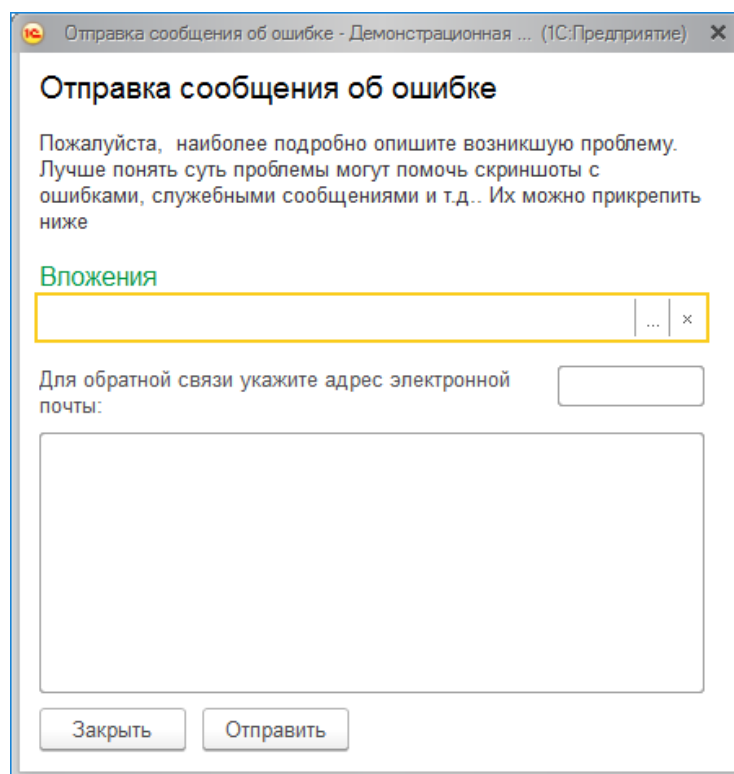 1С Отправка сообщения об ошибке - Демонстрационная ... (1С:Предприятие) ×
Отправка сообщения об ошибке
Пожалуйста,  наиболее подробно опишите возникшую проблему.
Лучше понять суть проблемы могут помочь скриншоты с
ошибками, служебными сообщениями и т.д.. Их можно прикрепить
ниже
Вложения
... ×
Для обратной связи укажите адрес электронной
почты:
Закрыть Отправить